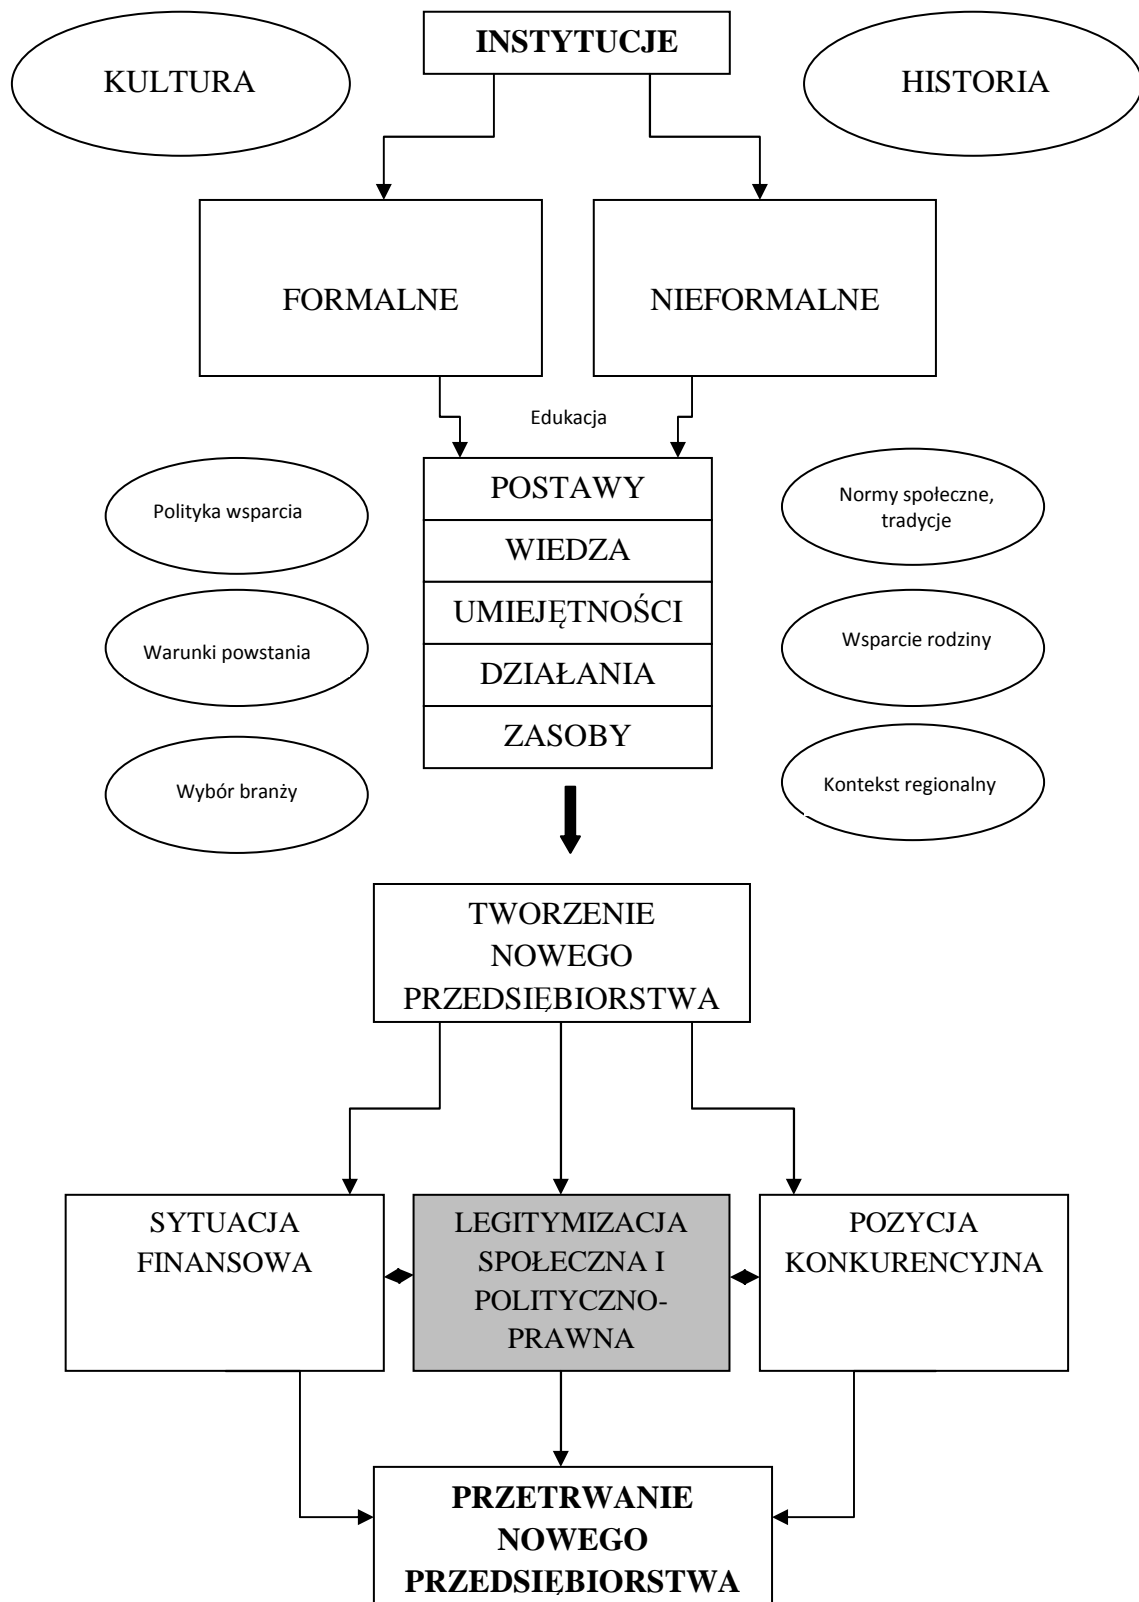 INSTYTUCJE
KULTURA
HISTORIA
FORMALNE
NIEFORMALNE
Edukacja
POSTAWY
WIEDZA
UMIEJĘTNOŚCI
DZIAŁANIA
ZASOBY
Polityka wsparcia
Warunki powstania
Wybór branży
Normy społeczne,
tradycje
Wsparcie rodziny
Kontekst regionalny
TWORZENIE
NOWEGO
PRZEDSIĘBIORSTWA
SYTUACJA
FINANSOWA
LEGITYMIZACJA
SPOŁECZNA I
POLITYCZNO-
PRAWNA
POZYCJA
KONKURENCYJNA
PRZETRWANIE
NOWEGO
PRZEDSIĘBIORSTWA